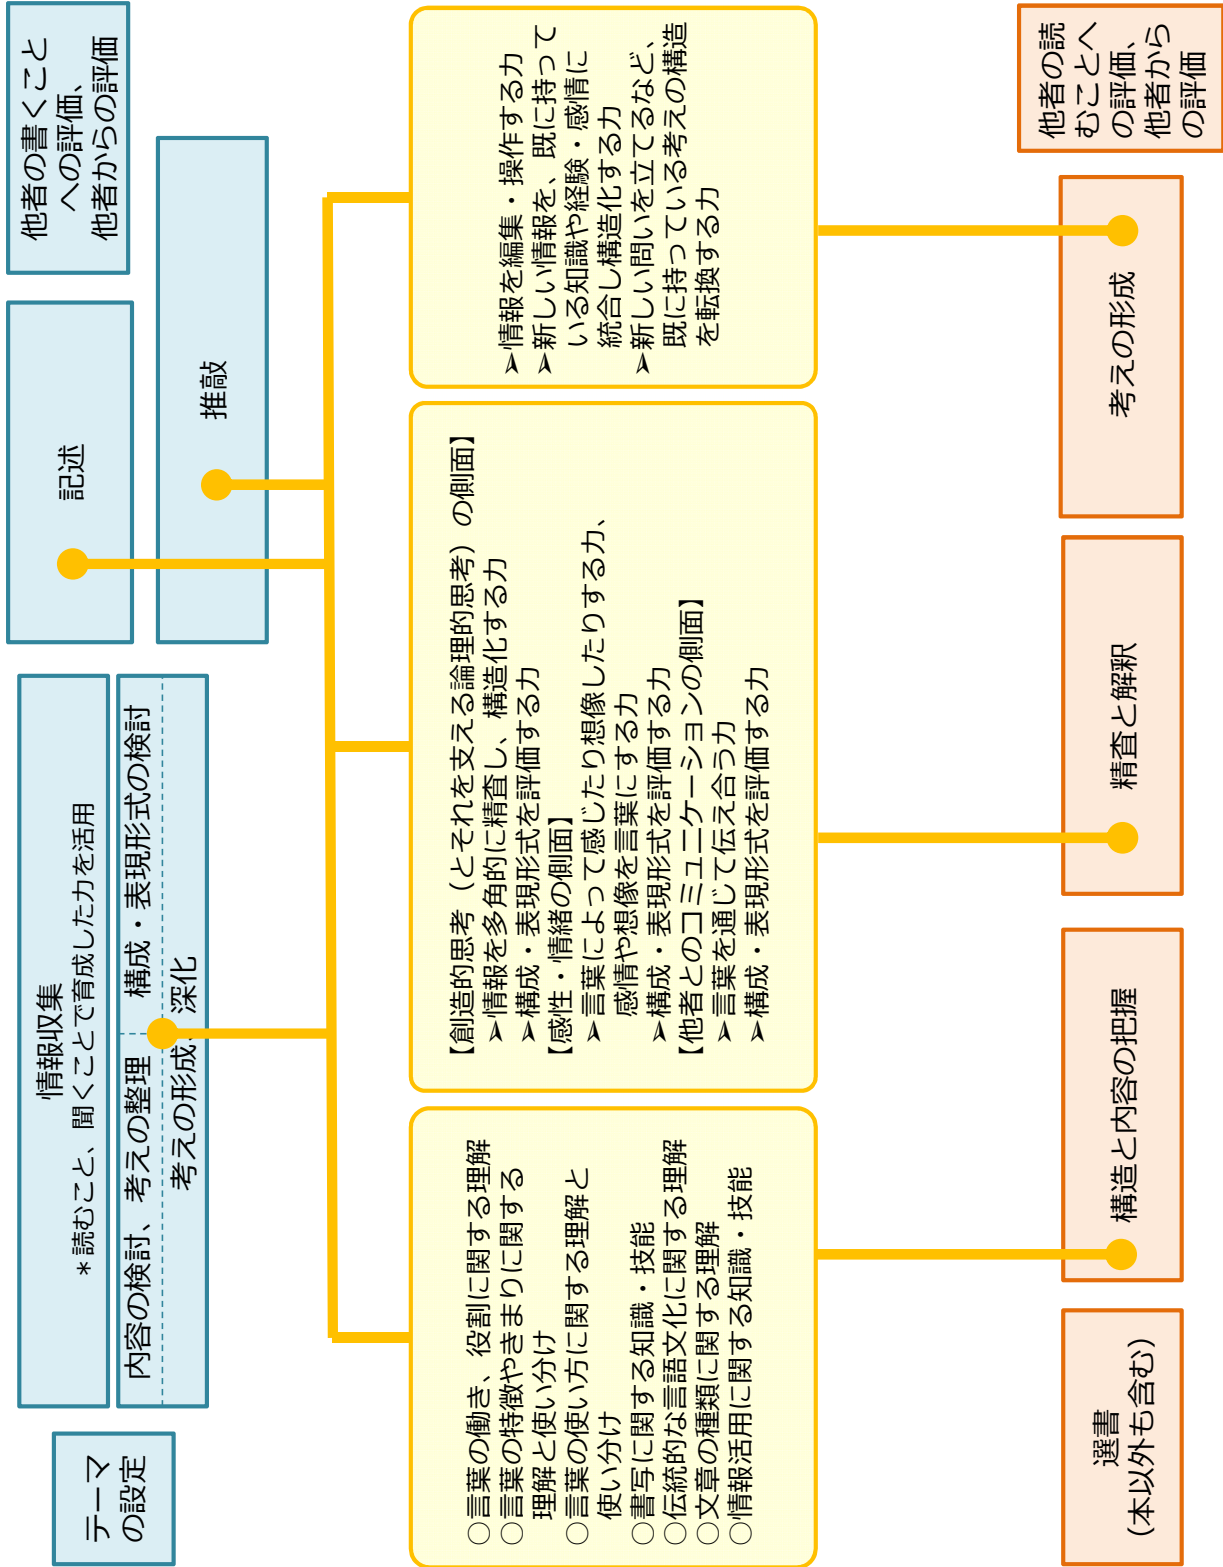 テーマ
の設定
情報収集
＊読むこと、聞くことで育成した力を活用
内容の検討、考えの整理
構成・表現形式の検討
考えの形成、深化
記述
推敲
他者の書くこと
への評価、
他者からの評価
○言葉の働き、役割に関する理解
○言葉の特徴やきまりに関する
理解と使い分け
○言葉の使い方に関する理解と
使い分け
○書写に関する知識・技能
○伝統的な言語文化に関する理解
○文章の種類に関する理解
○情報活用に関する知識・技能
【創造的思考（とそれを支える論理的思考）の側面】
➢情報を多角的に精査し、構造化する力
➢構成・表現形式を評価する力
【感性・情緒の側面】
➢言葉によって感じたり想像したりする力、
感情や想像を言葉にする力
➢構成・表現形式を評価する力
【他者とのコミュニケーションの側面】
➢言葉を通じて伝え合う力
➢構成・表現形式を評価する力
➢情報を編集・操作する力
➢新しい情報を、既に持って
いる知識や経験・感情に
統合し構造化する力
➢新しい問いを立てるなど、
既に持っている考えの構造
を転換する力
選書
（本以外も含む）
構造と内容の把握
精査と解釈
考えの形成
他者の読
むことへ
の評価、
他者から
の評価